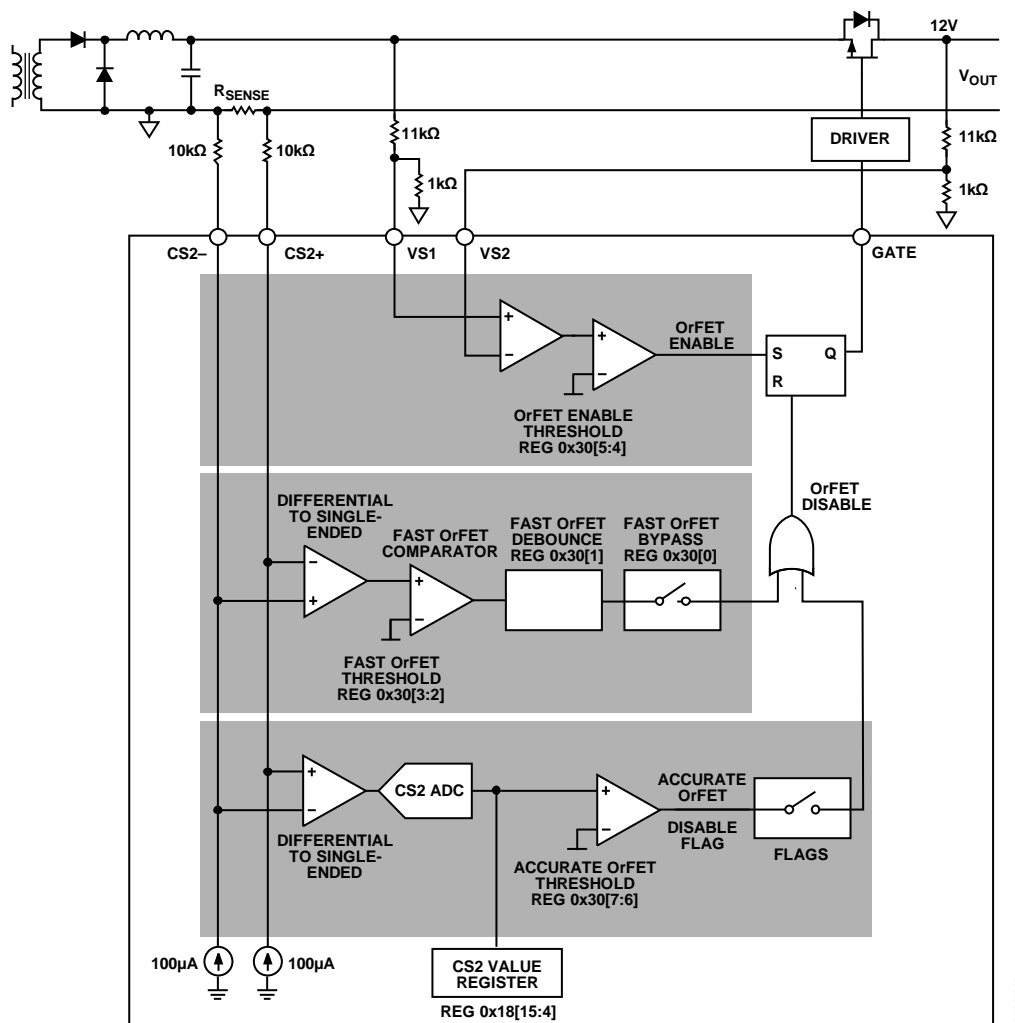 12V
RSENSE
VOUT
10kΩ
10kΩ
11kΩ
1kΩ
DRIVER
11kΩ
1kΩ
CS2–
CS2+
VS1
VS2
GATE
+
–
+
–
OrFET
ENABLE
S
Q
R
OrFET ENABLE
THRESHOLD
REG 0x30[5:4]
DIFFERENTIAL
TO SINGLE-
ENDED
FAST OrFET
COMPARATOR
FAST OrFET
DEBOUNCE
REG 0x30[1]
FAST OrFET
BYPASS
REG 0x30[0]
OrFET
DISABLE
–
+
+
–
FAST OrFET
THRESHOLD
REG 0x30[3:2]
+
–
CS2 ADC
+
–
ACCURATE
OrFET
DISABLE
FLAG
FLAGS
DIFFERENTIAL
TO SINGLE-
ENDED
ACCURATE OrFET
THRESHOLD
REG 0x30[7:6]
100µA
100µA
CS2 VALUE
REGISTER
REG 0x18[15:4]